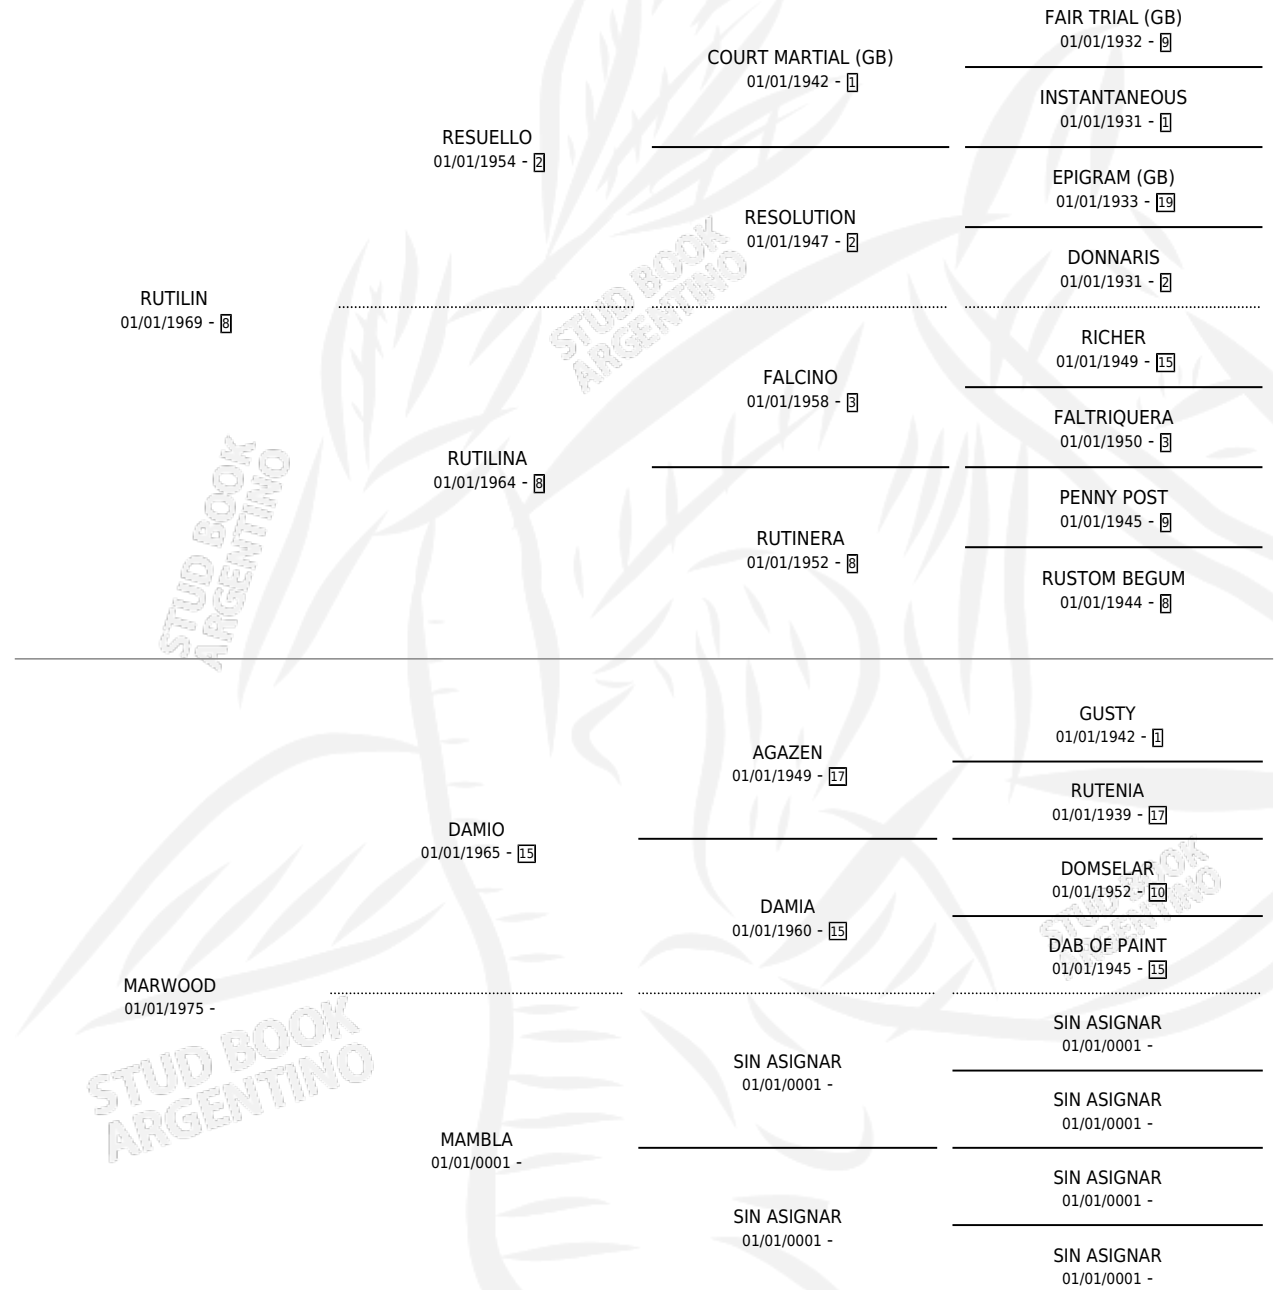 FAIR TRIAL (GB)
01/01/1932 - 9
COURT MARTIAL (GB)
01/01/1942 - 1
INSTANTANEOUS
01/01/1931 - 1
RESUELLO
01/01/1954 - 2
EPIGRAM (GB)
01/01/1933 - 19
RESOLUTION
01/01/1947 - 2
DONNARIS
01/01/1931 - 2
RUTILIN
01/01/1969 - 8
RICHER
01/01/1949 - 15
FALCINO
01/01/1958 - 3
FALTRIQUERA
01/01/1950 - 3
RUTILINA
01/01/1964 - 8
PENNY POST
01/01/1945 - 9
RUTINERA
01/01/1952 - 8
RUSTOM BEGUM
01/01/1944 - 8
GUSTY
01/01/1942 - 1
AGAZEN
01/01/1949 - 17
RUTENIA
01/01/1939 - 17
DAMIO
01/01/1965 - 15
DOMSELAR
01/01/1952 - 10
DAMIA
01/01/1960 - 15
DAB OF PAINT
01/01/1945 - 15
MARWOOD
01/01/1975 -
SIN ASIGNAR
01/01/0001 -
SIN ASIGNAR
01/01/0001 -
SIN ASIGNAR
01/01/0001 -
MAMBLA
01/01/0001 -
SIN ASIGNAR
01/01/0001 -
SIN ASIGNAR
01/01/0001 -
SIN ASIGNAR
01/01/0001 -
STUD BOOK
ARGENTINO
STUD BOOK
ARGENTINO
STUD BOOK
ARGENTINO
STUD BOOK
ARGENTINO